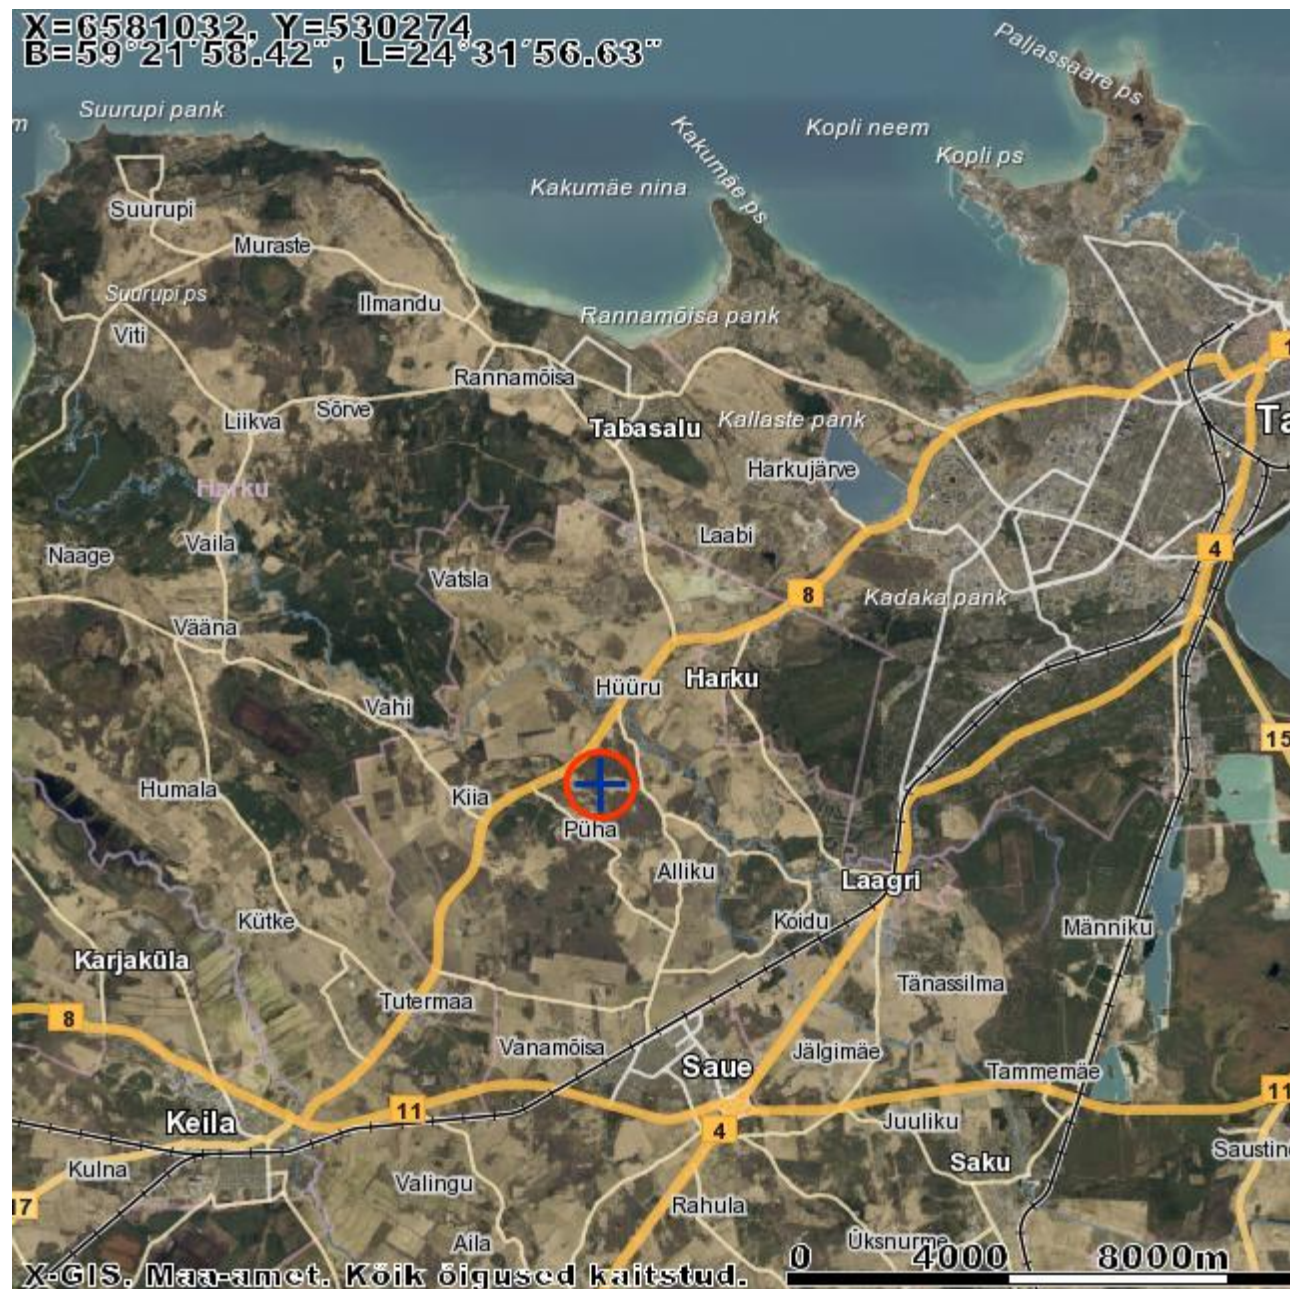 X=6581032, Y=530274
B=59°21´58.42¨, L=24°31´56.63¨
Paljassaare ps
Suurupi pank
m
Kakumäe ps
Kopli neem
Kopli ps
Kakumäe nina
Suurupi
Muraste
Suurupi ps
Ilmandu
Rannamõisa pank
Viti
1
Rannamõisa
Sõrve
Liikva
Tabasalu
Kallaste pank
Ta
Harkujärve
Harku
Laabi
Naage
Vaila
4
Vatsla
8
Kadaka pank
Vääna
Hüüru
Harku
Vahi
15
Humala
Kiia
Püha
Alliku
Laagri
Kütke
Koidu
Männiku
Karjaküla
Tänassilma
Tutermaa
8
Vanamõisa
Jälgimäe
Saue
Tammemäe
11
11
Keila
4
Juuliku
Saustin
Kulna
Saku
Valingu
17
Rahula
Aila
Üksnurme
0 4000 8000m
X-GIS. Maa-amet. Kõik õigused kaitstud.